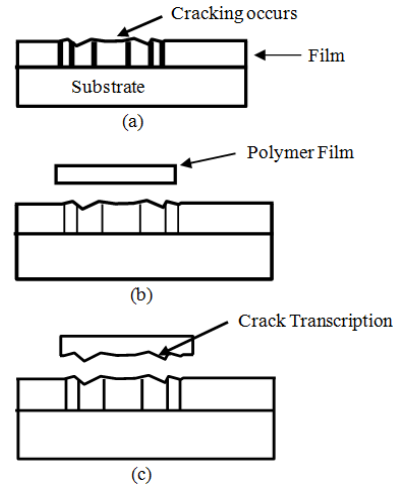 Cracking occurs
Film
Substrate
(a)
Polymer Film
(b)
Crack Transcription
(c)